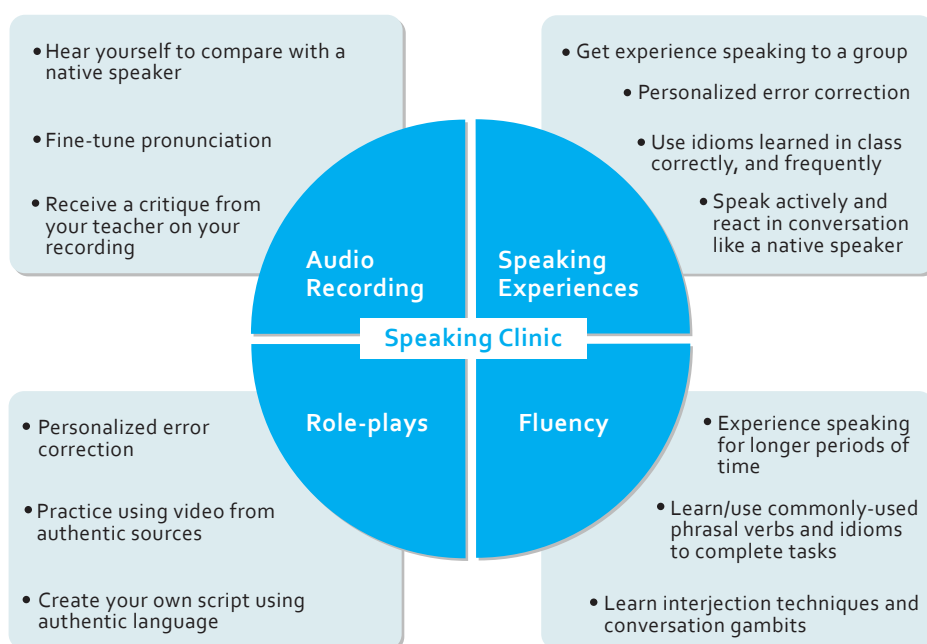 • Hear yourself to compare with a
native speaker
• Fine-tune pronunciation
• Receive a critique from
your teacher on your
recording
• Get experience speaking to a group
• Personalized error correction
• Use idioms learned in class
correctly, and frequently
• Speak actively and
react in conversation
like a native speaker
Audio
Recording
Speaking
Experiences
Speaking Clinic
Role-plays
Fluency
• Personalized error
correction
• Practice using video from
authentic sources
• Create your own script using
authentic language
• Experience speaking
for longer periods of
time
• Learn/use commonly-used
phrasal verbs and idioms
to complete tasks
• Learn interjection techniques and
conversation gambits